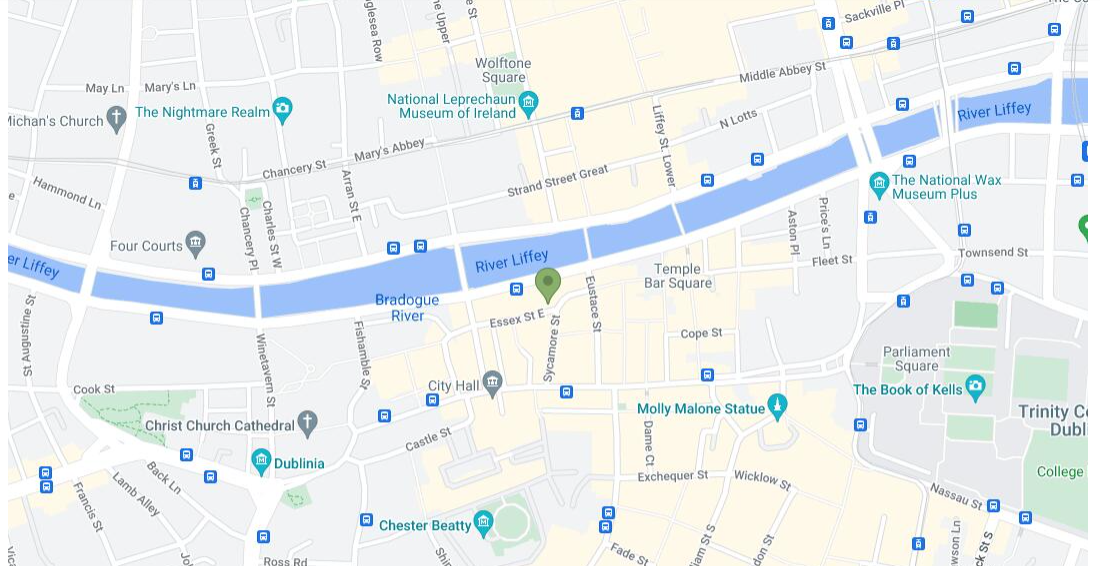 Sackville Pl
Wolftone
Square
Middle Abbey St
May Ln
Mary's Ln
The Nightmare Realm
National Leprechaun
Museum of Ireland
Michan's Church
Greek St
Liffey St. Lower
N Lotts
River Liffey
Mary's Abbey
Chancery St
Strand Street Great
Arran St E
Hammond Ln
The National Wax
Museum Plus
Chancery Pl
Charles St W
Price's Ln
Aston Pl
Four Courts
River Liffey
Fleet St
Townsend St
Temple
Bar Square
Bradogue
River
Eustace St
Essex St E
St Augustine St
Winetavern St
Fishamble St
Sycamore St
Cope St
Parliament
Square
Cook St
City Hall
The Book of Kells
Molly Malone Statue
Christ Church Cathedral
Castle St
Dame Ct
Dublinia
Back Ln
Exchequer St
Wicklow St
College
Lamb Alley
Francis St
Nassau St
Chester Beatty
Fade St
Ross Rd